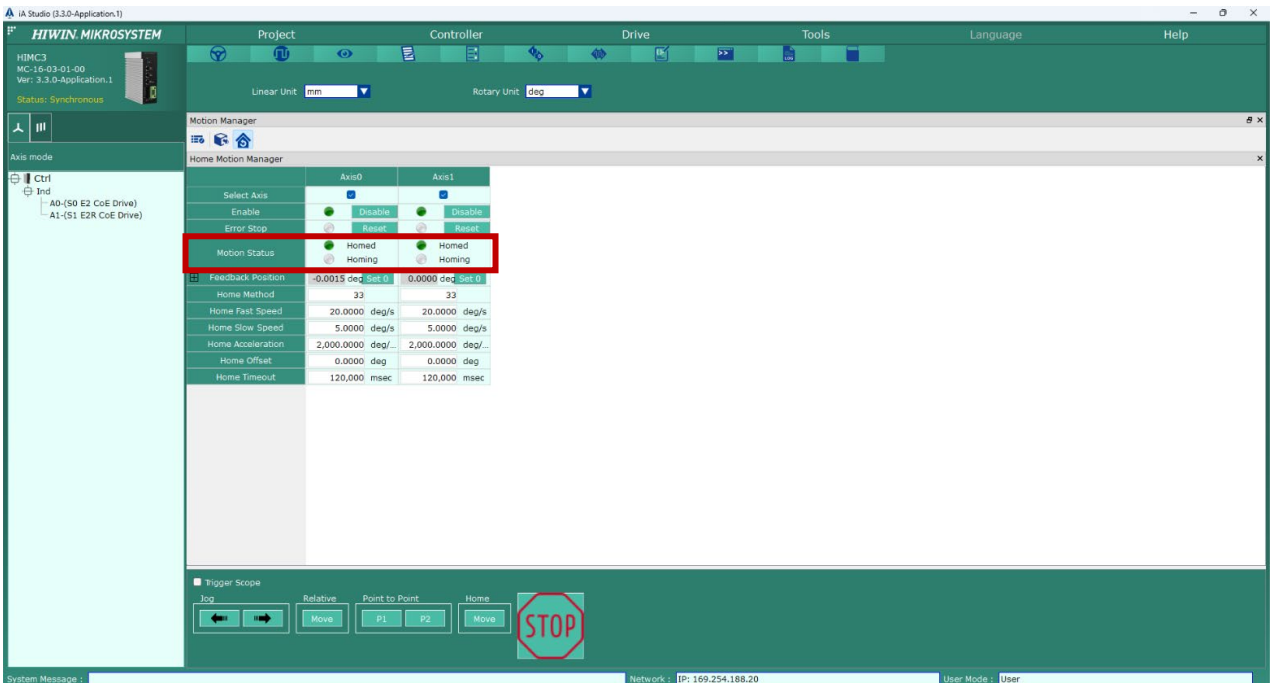 iA Studio (3.3.0-Application.1)
HIWIN. MIKROSYSTEM
Project Controller Drive Tools Language Help
HIMC3
MC-16-03-01-00
Ver: 3.3.0-Application.1
Status: Synchronous
Linear Unit mm Rotary Unit deg
Motion Manager
Axis mode
Home Motion Manager
Ctrl
Ind
A0-(S0 E2 CoE Drive)
A1-(S1 E2R CoE Drive)
Axis0 Axis1
Select Axis
Enable Disable Disable
Error Stop Reset Reset
Motion Status Homed Homed
Homing Homing
Feedback Position -0.0015 deg Set 0 0.0000 deg Set 0
Home Method 33 33
Home Fast Speed 20.0000 deg/s 20.0000 deg/s
Home Slow Speed 5.0000 deg/s 5.0000 deg/s
Home Acceleration 2,000.0000 deg/... 2,000.0000 deg/...
Home Offset 0.0000 deg 0.0000 deg
Home Timeout 120,000 msec 120,000 msec
Trigger Scope
Jog Relative Point to Point Home
Move P1 P2 Move
STOP
System Message : Network : IP: 169.254.188.20 User Mode : User